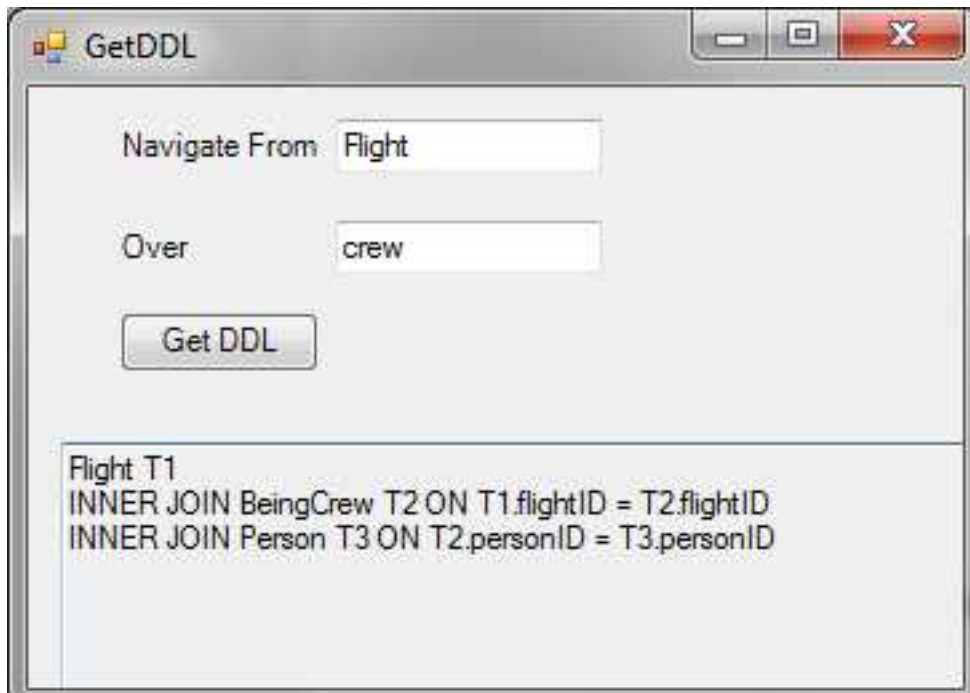 GetDDL
Navigate From Flight
Over crew
Get DDL
Flight T1
INNER JOIN BeingCrew T2 ON T1.flightID = T2.flightID
INNER JOIN Person T3 ON T2.personID = T3.personID